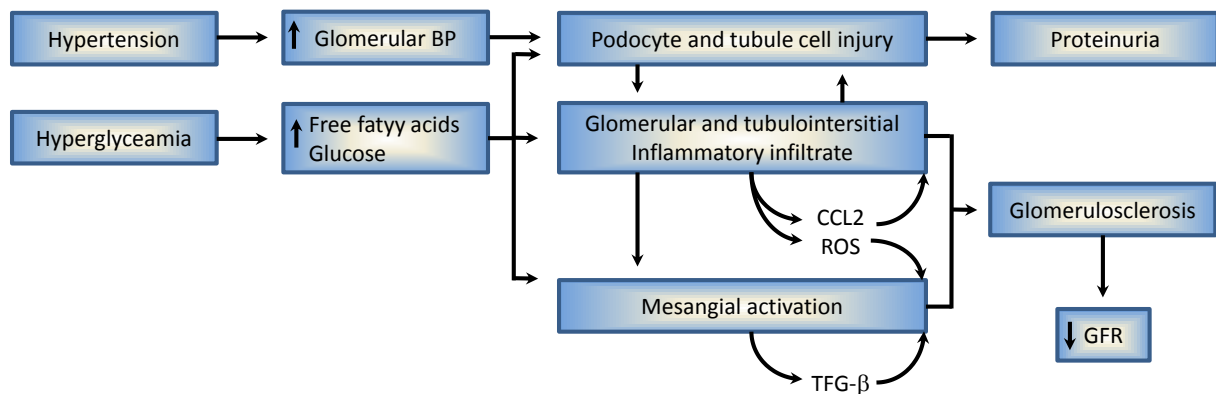 Hypertension
Glomerular BP
Podocyte and tubule cell injury
Proteinuria
Hyperglyceamia
Free fatyy acids
Glucose
Glomerular and tubulointersitial
Inflammatory infiltrate
CCL2
ROS
Glomerulosclerosis
Mesangial activation
GFR
TFG-β